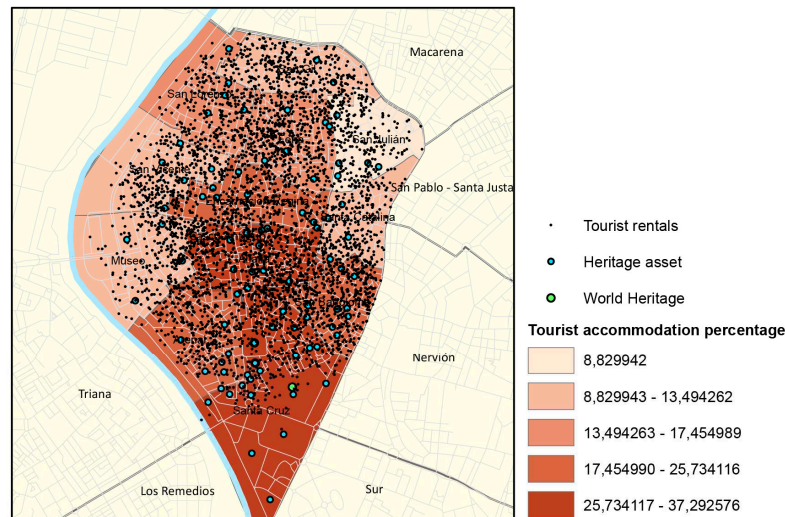 Macarena
San Lorenzo
San Julián
San Vicente
San Pablo - Santa Justa
Encarnación-Regina
Santa Catalina
Museo
Nervión
Triana
Santa Cruz
Los Remedios
Sur
Tourist rentals
Heritage asset
World Heritage
Tourist accommodation percentage
8,829942
8,829943 - 13,494262
13,494263 - 17,454989
17,454990 - 25,734116
25,734117 - 37,292576